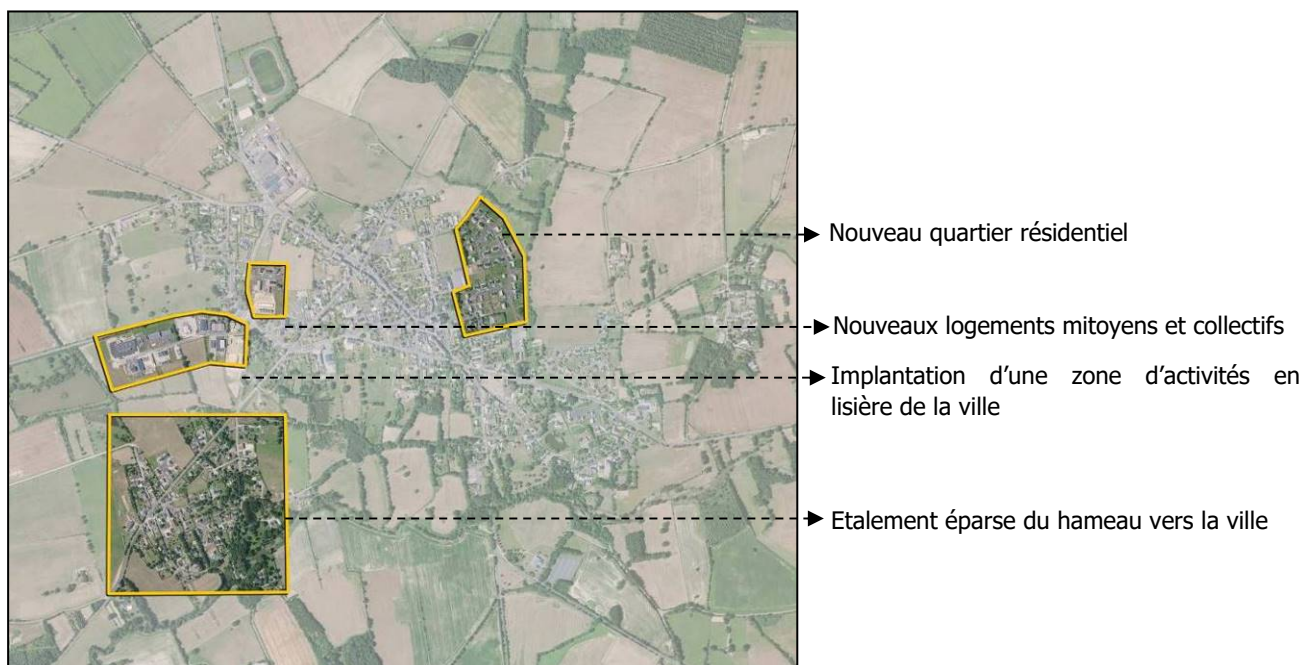 Nouveau quartier résidentiel
Nouveaux logements mitoyens et collectifs
Implantation d’une zone d’activités en
lisière de la ville
Etalement éparse du hameau vers la ville